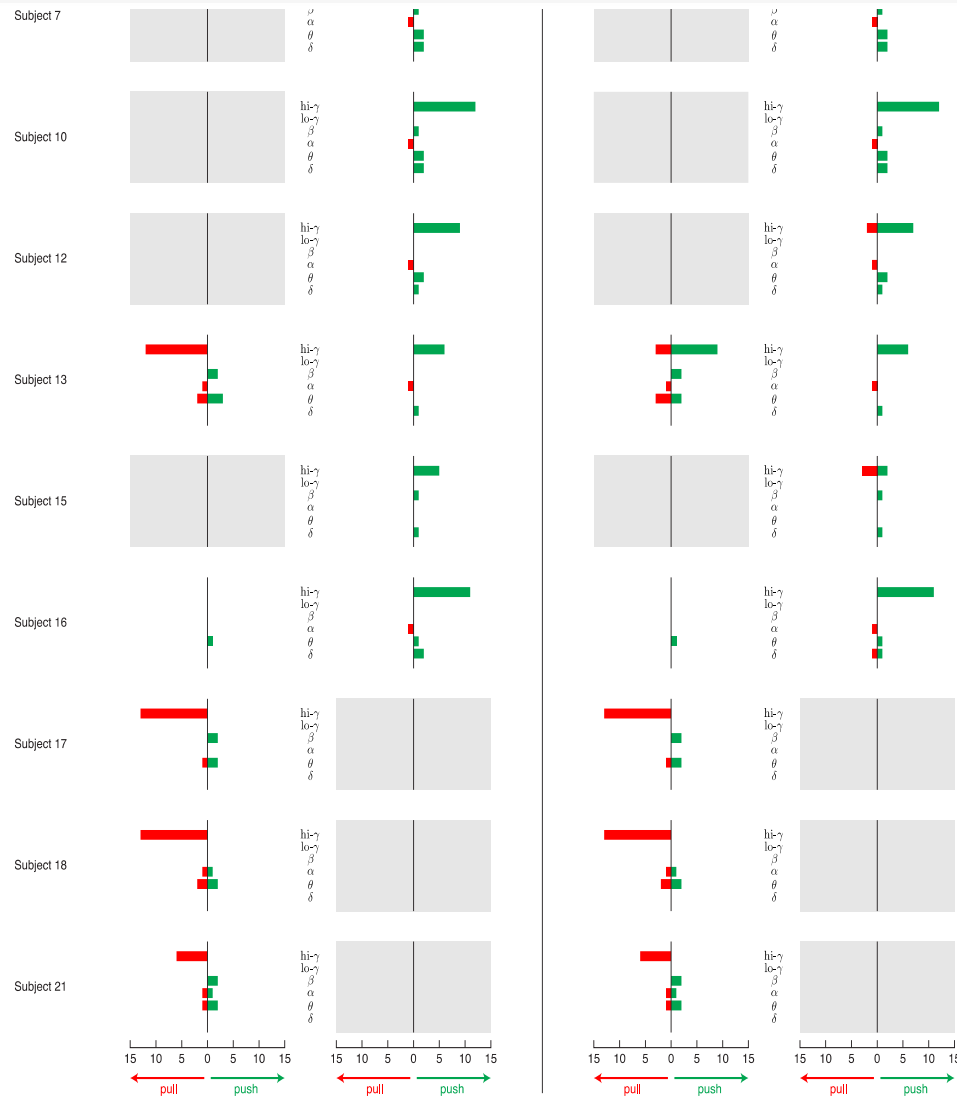 Subject 7
β β
α α
θ θ
δ δ
Subject 10
hi-γ hi-γ
lo-γ lo-γ
β β
α α
θ θ
δ δ
Subject 12
hi-γ hi-γ
lo-γ lo-γ
β β
α α
θ θ
δ δ
Subject 13
hi-γ hi-γ
lo-γ lo-γ
β β
α α
θ θ
δ δ
Subject 15
hi-γ hi-γ
lo-γ lo-γ
β β
α α
θ θ
δ δ
Subject 16
hi-γ hi-γ
lo-γ lo-γ
β β
α α
θ θ
δ δ
Subject 17
hi-γ hi-γ
lo-γ lo-γ
β β
α α
θ θ
δ δ
Subject 18
hi-γ hi-γ
lo-γ lo-γ
β β
α α
θ θ
δ δ
Subject 21
hi-γ hi-γ
lo-γ lo-γ
β β
α α
θ θ
δ δ
15 10 5 0 5 10 15 15 10 5 0 5 10 15 15 10 5 0 5 10 15 15 10 5 0 5 10 15
pull push pull push pull push pull push